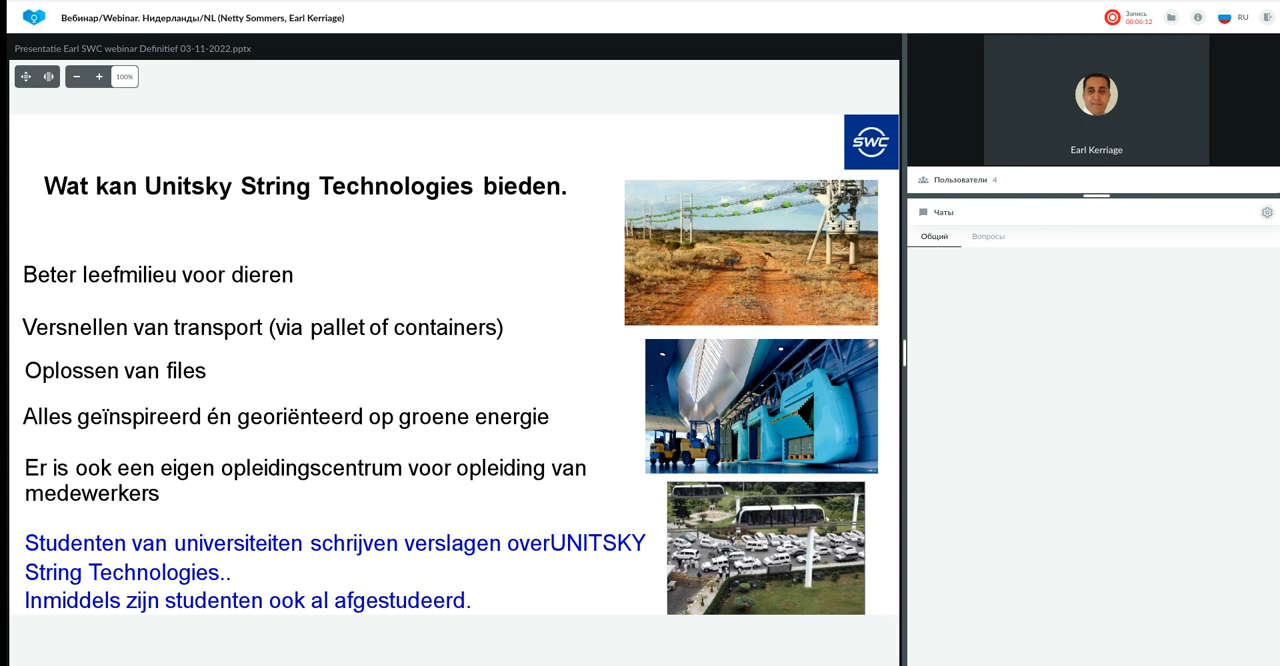 Вебинар/Webinar. Нидерланды/NL (Netty Sommers, Earl Kerriage)
Запись
00:06:12
RU
Presentatie Earl SWC webinar Definitief 03-11-2022.pptx
100%
SWC
Wat kan Unitsky String Technologies bieden.
Beter leefmilieu voor dieren
Versnellen van transport (via pallet of containers)
Oplossen van files
Alles geïnspireerd én georiënteerd op groene energie
Er is ook een eigen opleidingscentrum voor opleiding van
medewerkers
Studenten van universiteiten schrijven verslagen overUNITSKY
String Technologies..
Inmiddels zijn studenten ook al afgestudeerd.
Earl Kerriage
Пользователи 4
Чаты
Общий
Вопросы